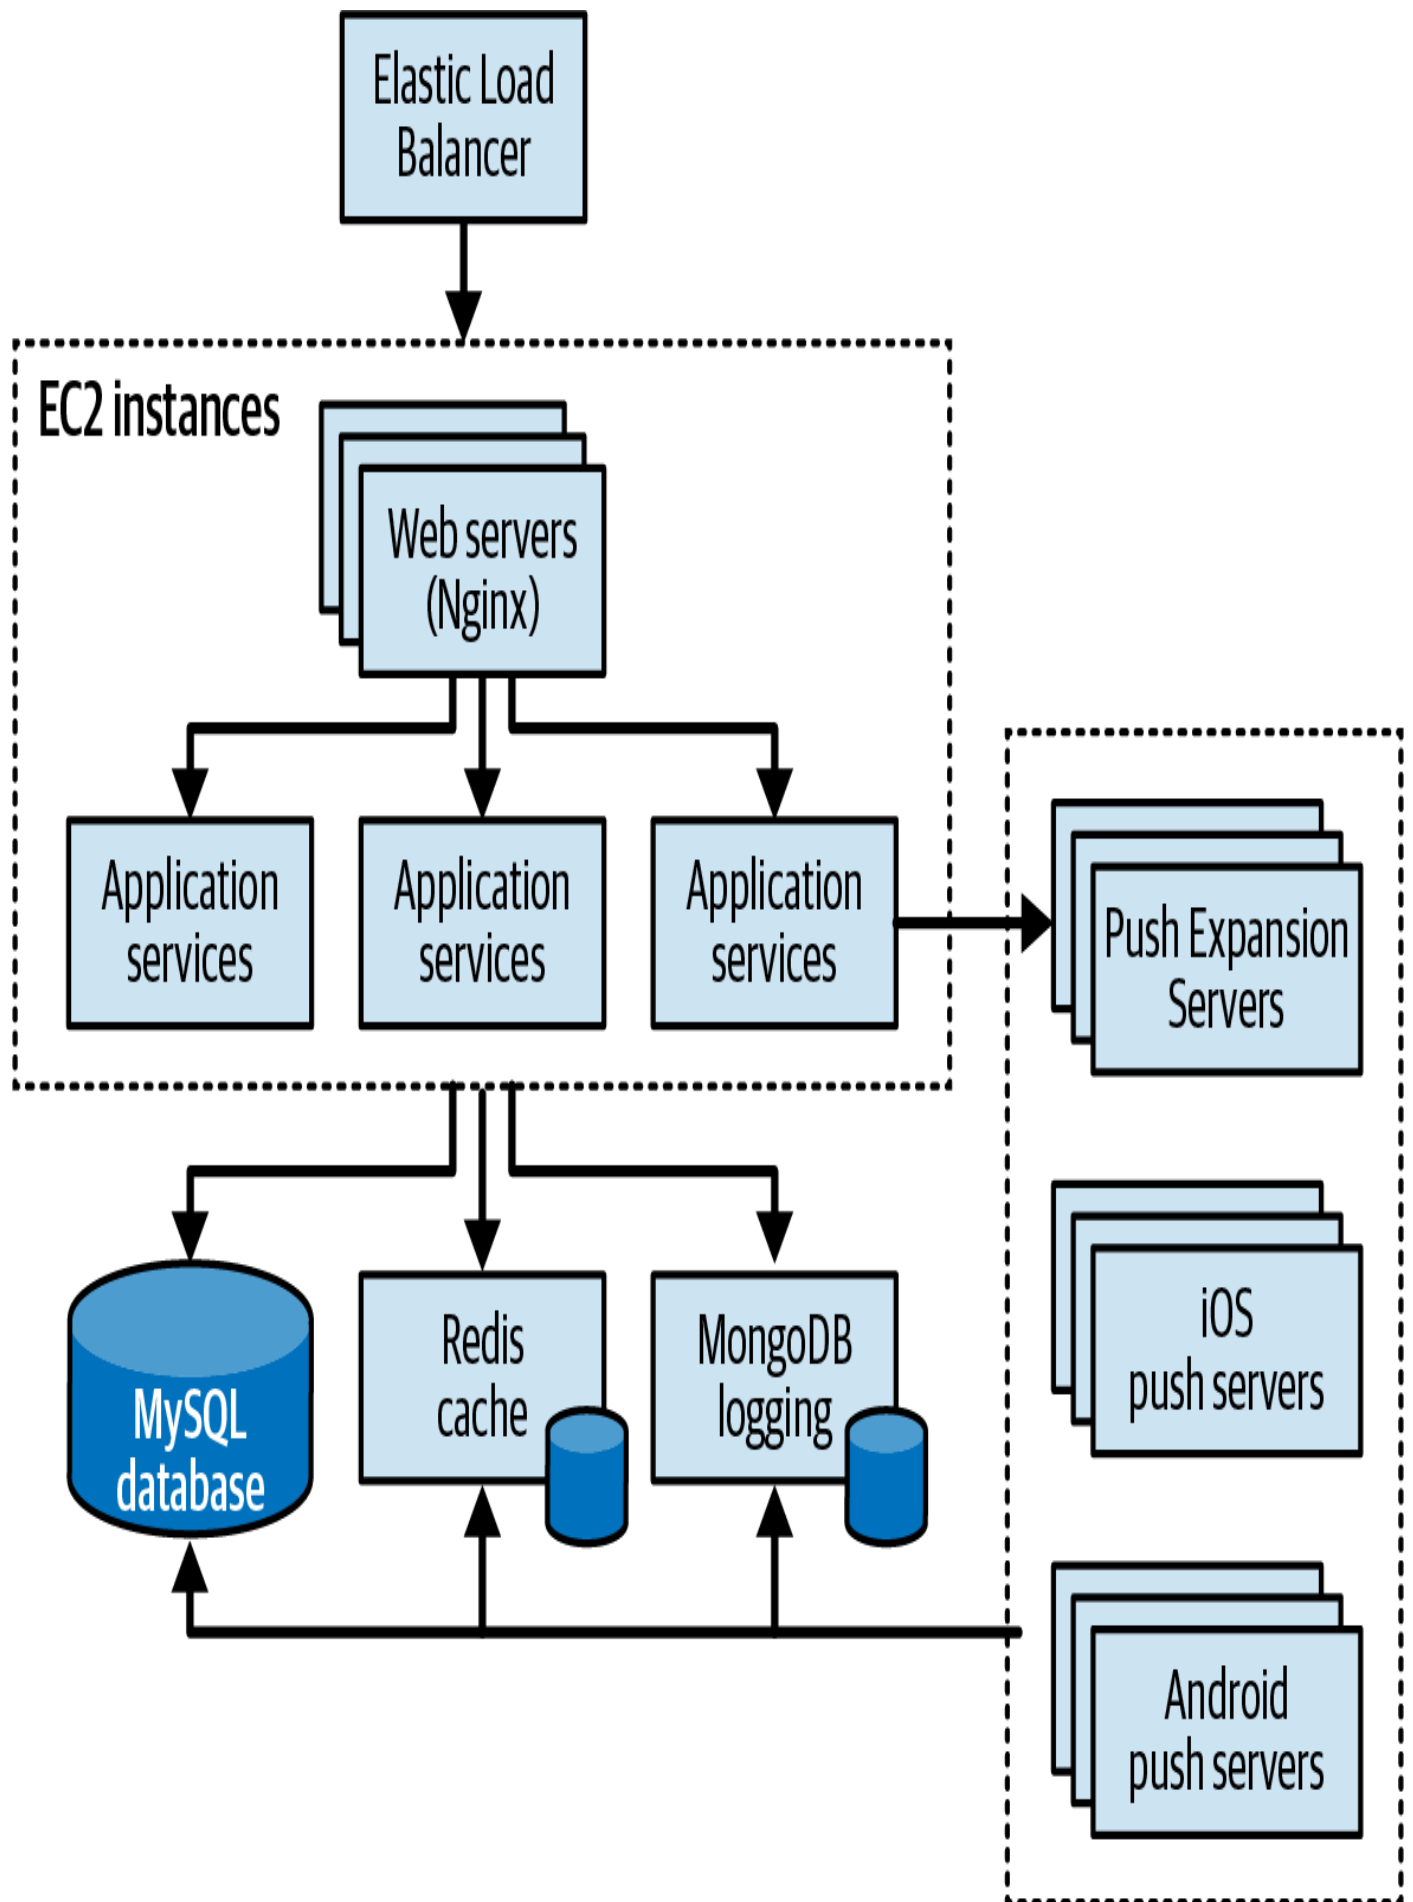 Elastic Load
Balancer
EC2 instances
Web servers
(Nginx)
Application
services
Application
services
Application
services
Push Expansion
Servers
MySQL
database
Redis
cache
MongoDB
logging
iOS
push servers
Android
push servers